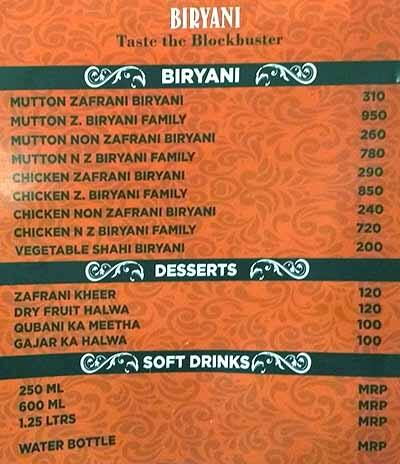 BIRYANI
Taste the Blockbuster
BIRYANI
MUTTON ZAFRANI BIRYANI 310
MUTTON Z. BIRYANI FAMILY 950
MUTTON NON ZAFRANI BIRYANI 260
MUTTON N Z BIRYANI FAMILY 780
CHICKEN ZAFRANI BIRYANI 290
CHICKEN Z. BIRYANI FAMILY 850
CHICKEN NON ZAFRANI BIRYANI 240
CHICKEN N Z BIRYANI FAMILY 720
VEGETABLE SHAHI BIRYANI 200
DESSERTS
ZAFRANI KHEER 120
DRY FRUIT HALWA 120
QUBANI KA MEETHA 100
GAJAR KA HALWA 100
SOFT DRINKS
250 ML MRP
600 ML MRP
1.25 LTRS MRP
WATER BOTTLE MRP